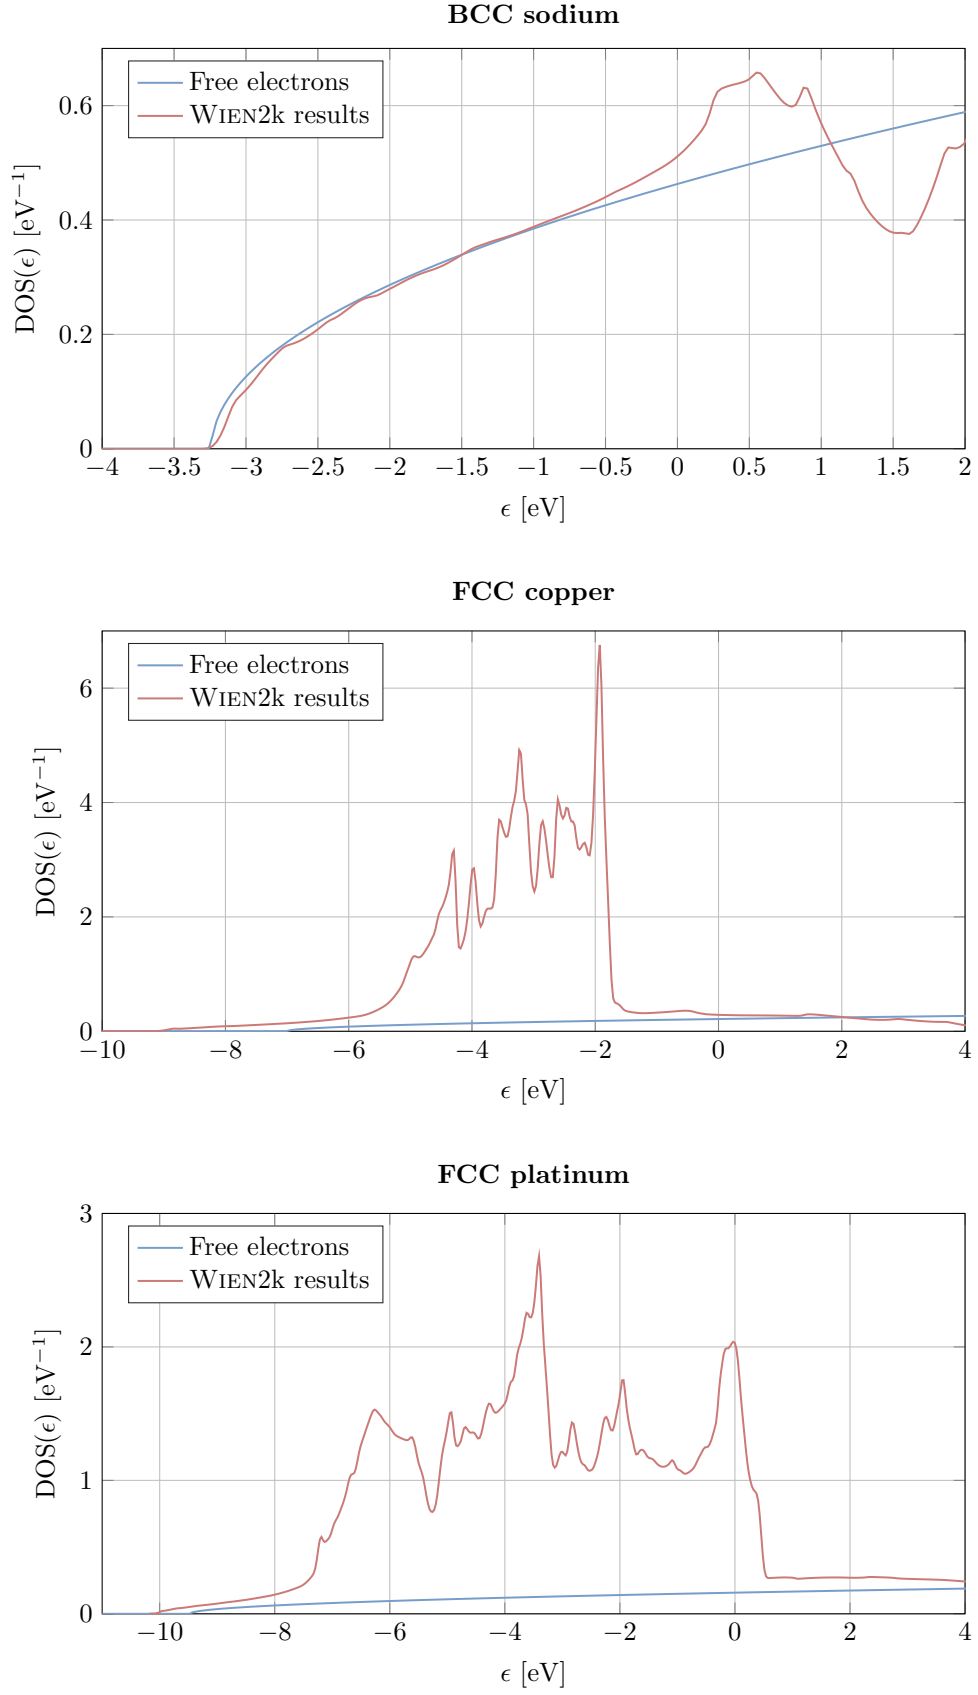 BCC sodium
Free electrons
WIEN2k results
0.6
0.4
0.2
0
DOS(ϵ) [eV⁻¹]
−4 −3.5 −3 −2.5 −2 −1.5 −1 −0.5 0 0.5 1 1.5 2
ϵ [eV]
FCC copper
Free electrons
WIEN2k results
6
4
2
0
DOS(ϵ) [eV⁻¹]
−10 −8 −6 −4 −2 0 2 4
ϵ [eV]
FCC platinum
Free electrons
WIEN2k results
3
2
1
0
DOS(ϵ) [eV⁻¹]
−10 −8 −6 −4 −2 0 2 4
ϵ [eV]